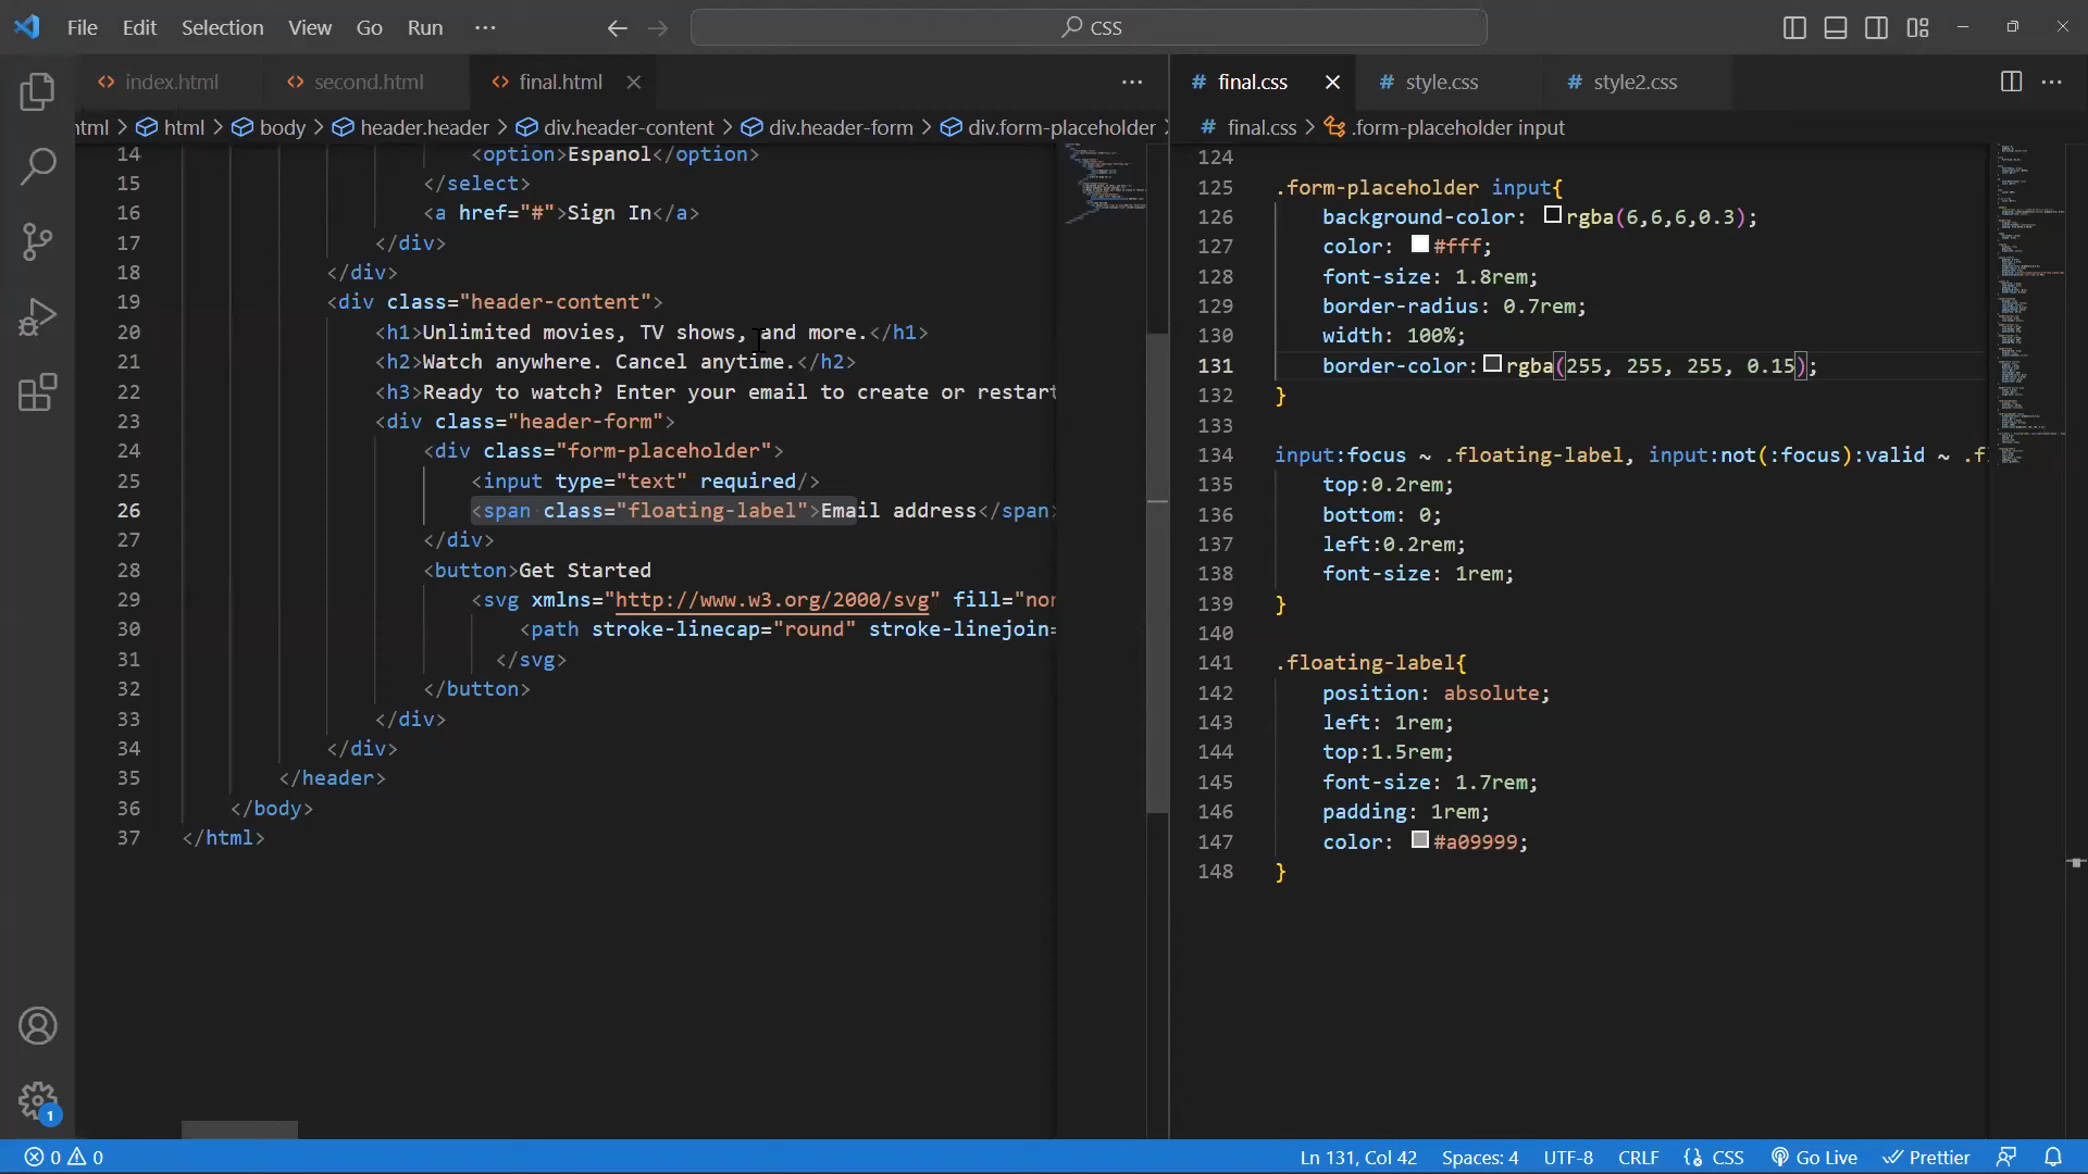 File Edit Selection View Go Run ··· CSS
index.html second.html final.html ···
html > html > body > header.header > div.header-content > div.header-form > div.form-placeholder >
14 <option>Espanol</option>
15 </select>
16 <a href="#">Sign In</a>
17 </div>
18 </div>
19 <div class="header-content">
20 <h1>Unlimited movies, TV shows, and more.</h1>
21 <h2>Watch anywhere. Cancel anytime.</h2>
22 <h3>Ready to watch? Enter your email to create or restart
23 <div class="header-form">
24 <div class="form-placeholder">
25 <input type="text" required/>
26 <span class="floating-label">Email address</span>
27 </div>
28 <button>Get Started
29 <svg xmlns="http://www.w3.org/2000/svg" fill="nor
30 <path stroke-linecap="round" stroke-linejoin=
31 </svg>
32 </button>
33 </div>
34 </div>
35 </header>
36 </body>
37 </html>
# final.css # style.css # style2.css ···
# final.css > .form-placeholder input
124
125 .form-placeholder input{
126 background-color: rgba(6,6,6,0.3);
127 color: #fff;
128 font-size: 1.8rem;
129 border-radius: 0.7rem;
130 width: 100%;
131 border-color: rgba(255, 255, 255, 0.15);
132 }
133
134 input:focus ~ .floating-label, input:not(:focus):valid ~ .f
135 top:0.2rem;
136 bottom: 0;
137 left:0.2rem;
138 font-size: 1rem;
139 }
140
141 .floating-label{
142 position: absolute;
143 left: 1rem;
144 top:1.5rem;
145 font-size: 1.7rem;
146 padding: 1rem;
147 color: #a09999;
148 }
1
0 0 Ln 131, Col 42 Spaces: 4 UTF-8 CRLF {} CSS Go Live Prettier